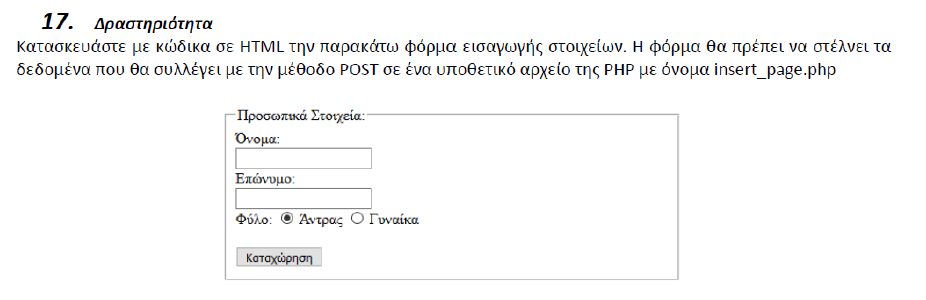 17. Δραστηριότητα
Κατασκευάστε με κώδικα σε HTML την παρακάτω φόρμα εισαγωγής στοιχείων. Η φόρμα θα πρέπει να στέλνει τα
δεδομένα που θα συλλέγει με την μέθοδο POST σε ένα υποθετικό αρχείο της PHP με όνομα insert_page.php
Προσωπικά Στοιχεία:
Όνομα:
Επώνυμο:
Φύλο: Άντρας Γυναίκα
Καταχώρηση